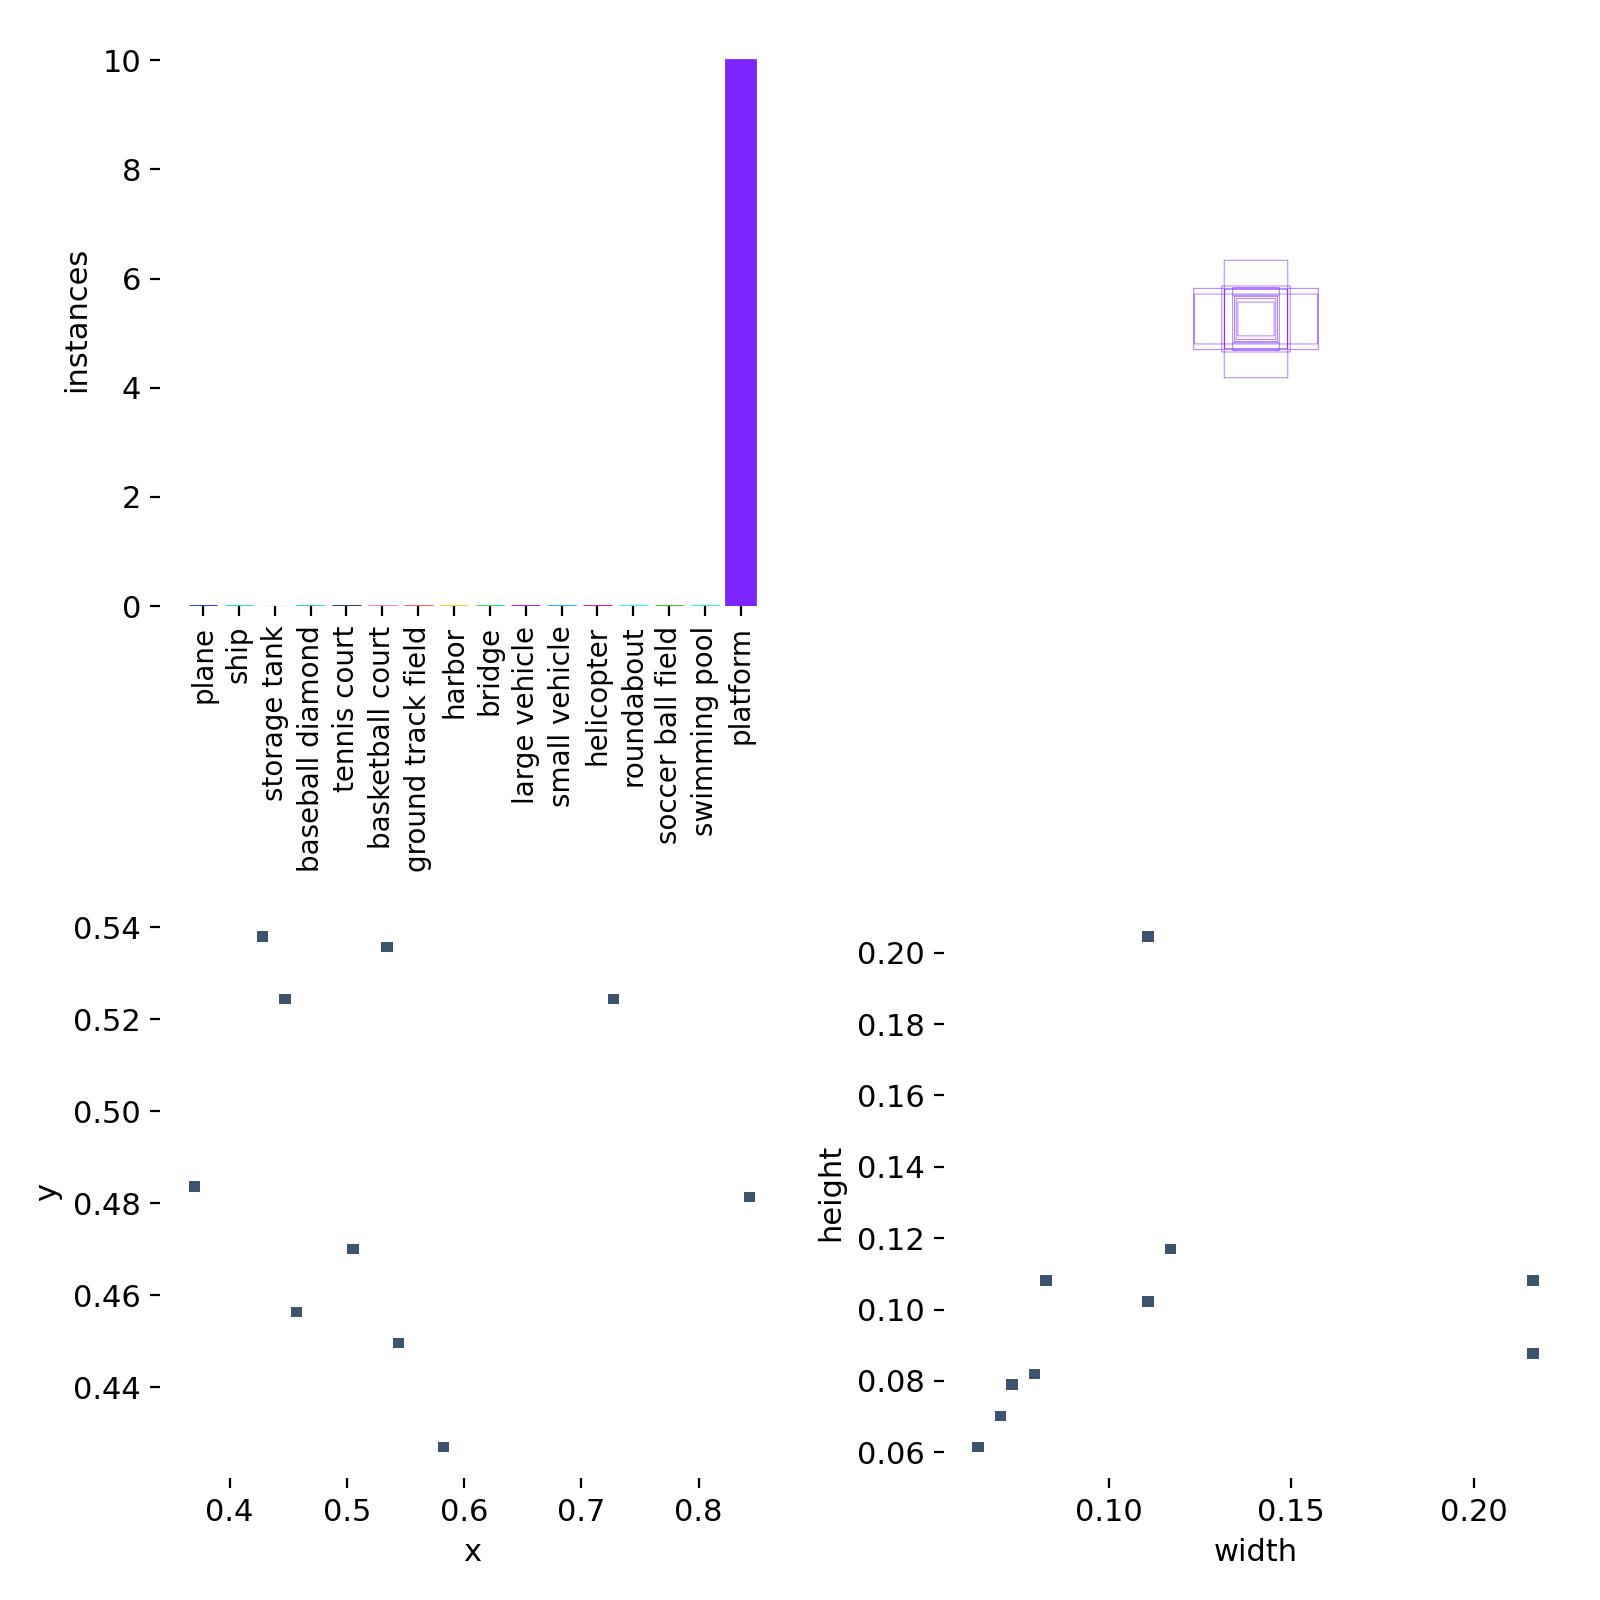 10
8
6
4
2
0
instances
plane
ship
storage tank
baseball diamond
tennis court
basketball court
ground track field
harbor
bridge
large vehicle
small vehicle
helicopter
roundabout
soccer ball field
swimming pool
platform
0.54
0.52
0.50
0.48
0.46
0.44
y
0.4 0.5 0.6 0.7 0.8
x
0.20
0.18
0.16
0.14
0.12
0.10
0.08
0.06
height
0.10 0.15 0.20
width